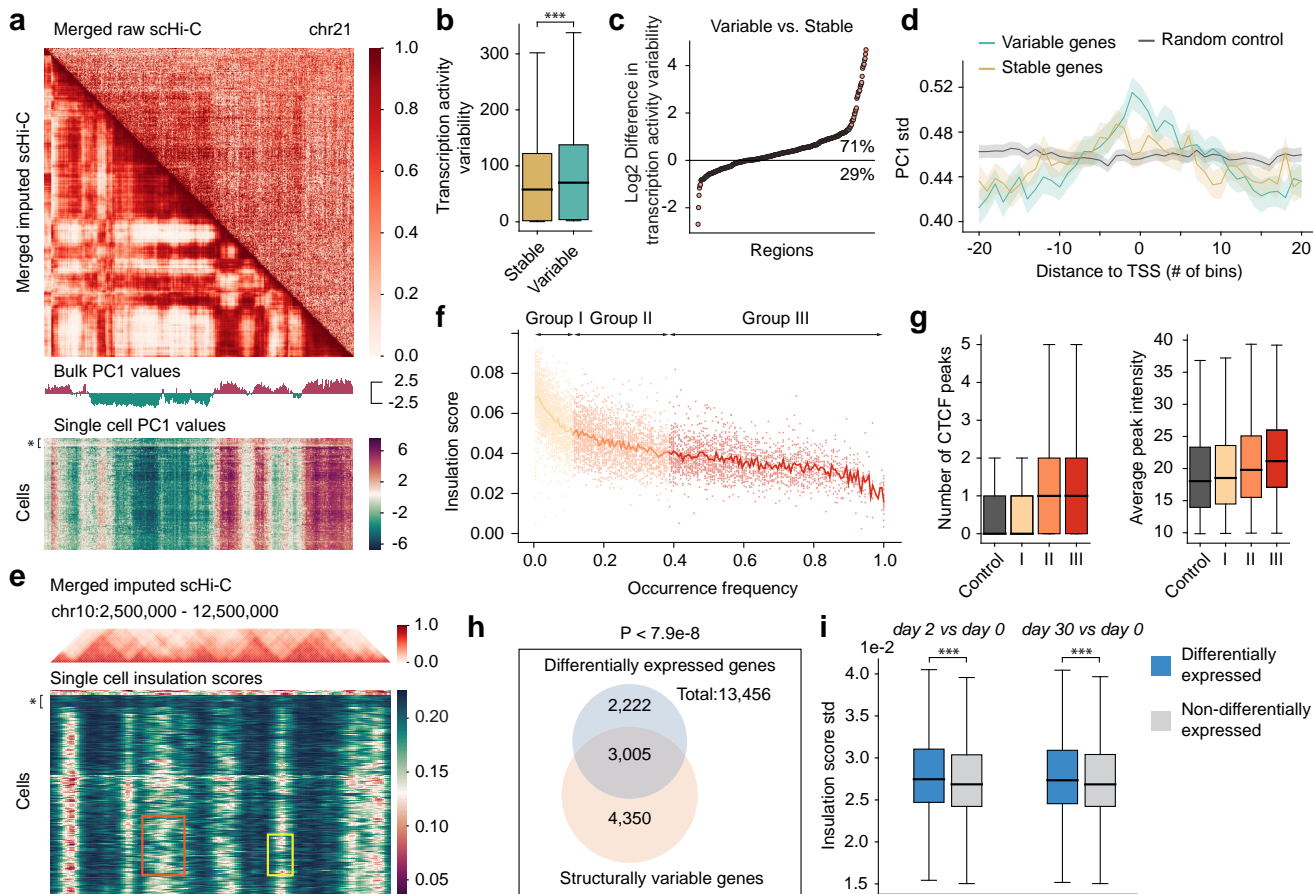 a
Merged raw scHi-C
chr21
Merged imputed scHi-C
1.0
0.8
0.6
0.4
0.2
0.0
Bulk PC1 values
2.5
-2.5
Single cell PC1 values
*
Cells
6
2
-2
-6
b
***
Transcription activity
variability
300
200
100
0
Stable
Variable
c
Variable vs. Stable
Log2 Difference in
transcription activity variability
4
2
0
-2
71%
29%
Regions
d
Variable genes
Stable genes
Random control
PC1 std
0.52
0.48
0.44
0.40
-20
-10
0
10
20
Distance to TSS (# of bins)
e
Merged imputed scHi-C
chr10:2,500,000 - 12,500,000
1.0
0.0
Single cell insulation scores
*
Cells
0.20
0.15
0.13
0.10
0.05
f
Group I
Group II
Group III
Insulation score
0.08
0.06
0.04
0.02
0.00
0.0
0.2
0.4
0.6
0.8
1.0
Occurrence frequency
g
Number of CTCF peaks
5
4
3
2
1
0
Control
I
II
III
Average peak intensity
40
35
30
25
20
15
10
Control
I
II
III
h
P < 7.9e-8
Differentially expressed genes
Total:13,456
2,222
3,005
4,350
Structurally variable genes
i
day 2 vs day 0
day 30 vs day 0
1e-2
***
***
Insulation score std
4.0
3.5
3.0
2.5
2.0
1.5
Differentially
expressed
Non-differentially
expressed